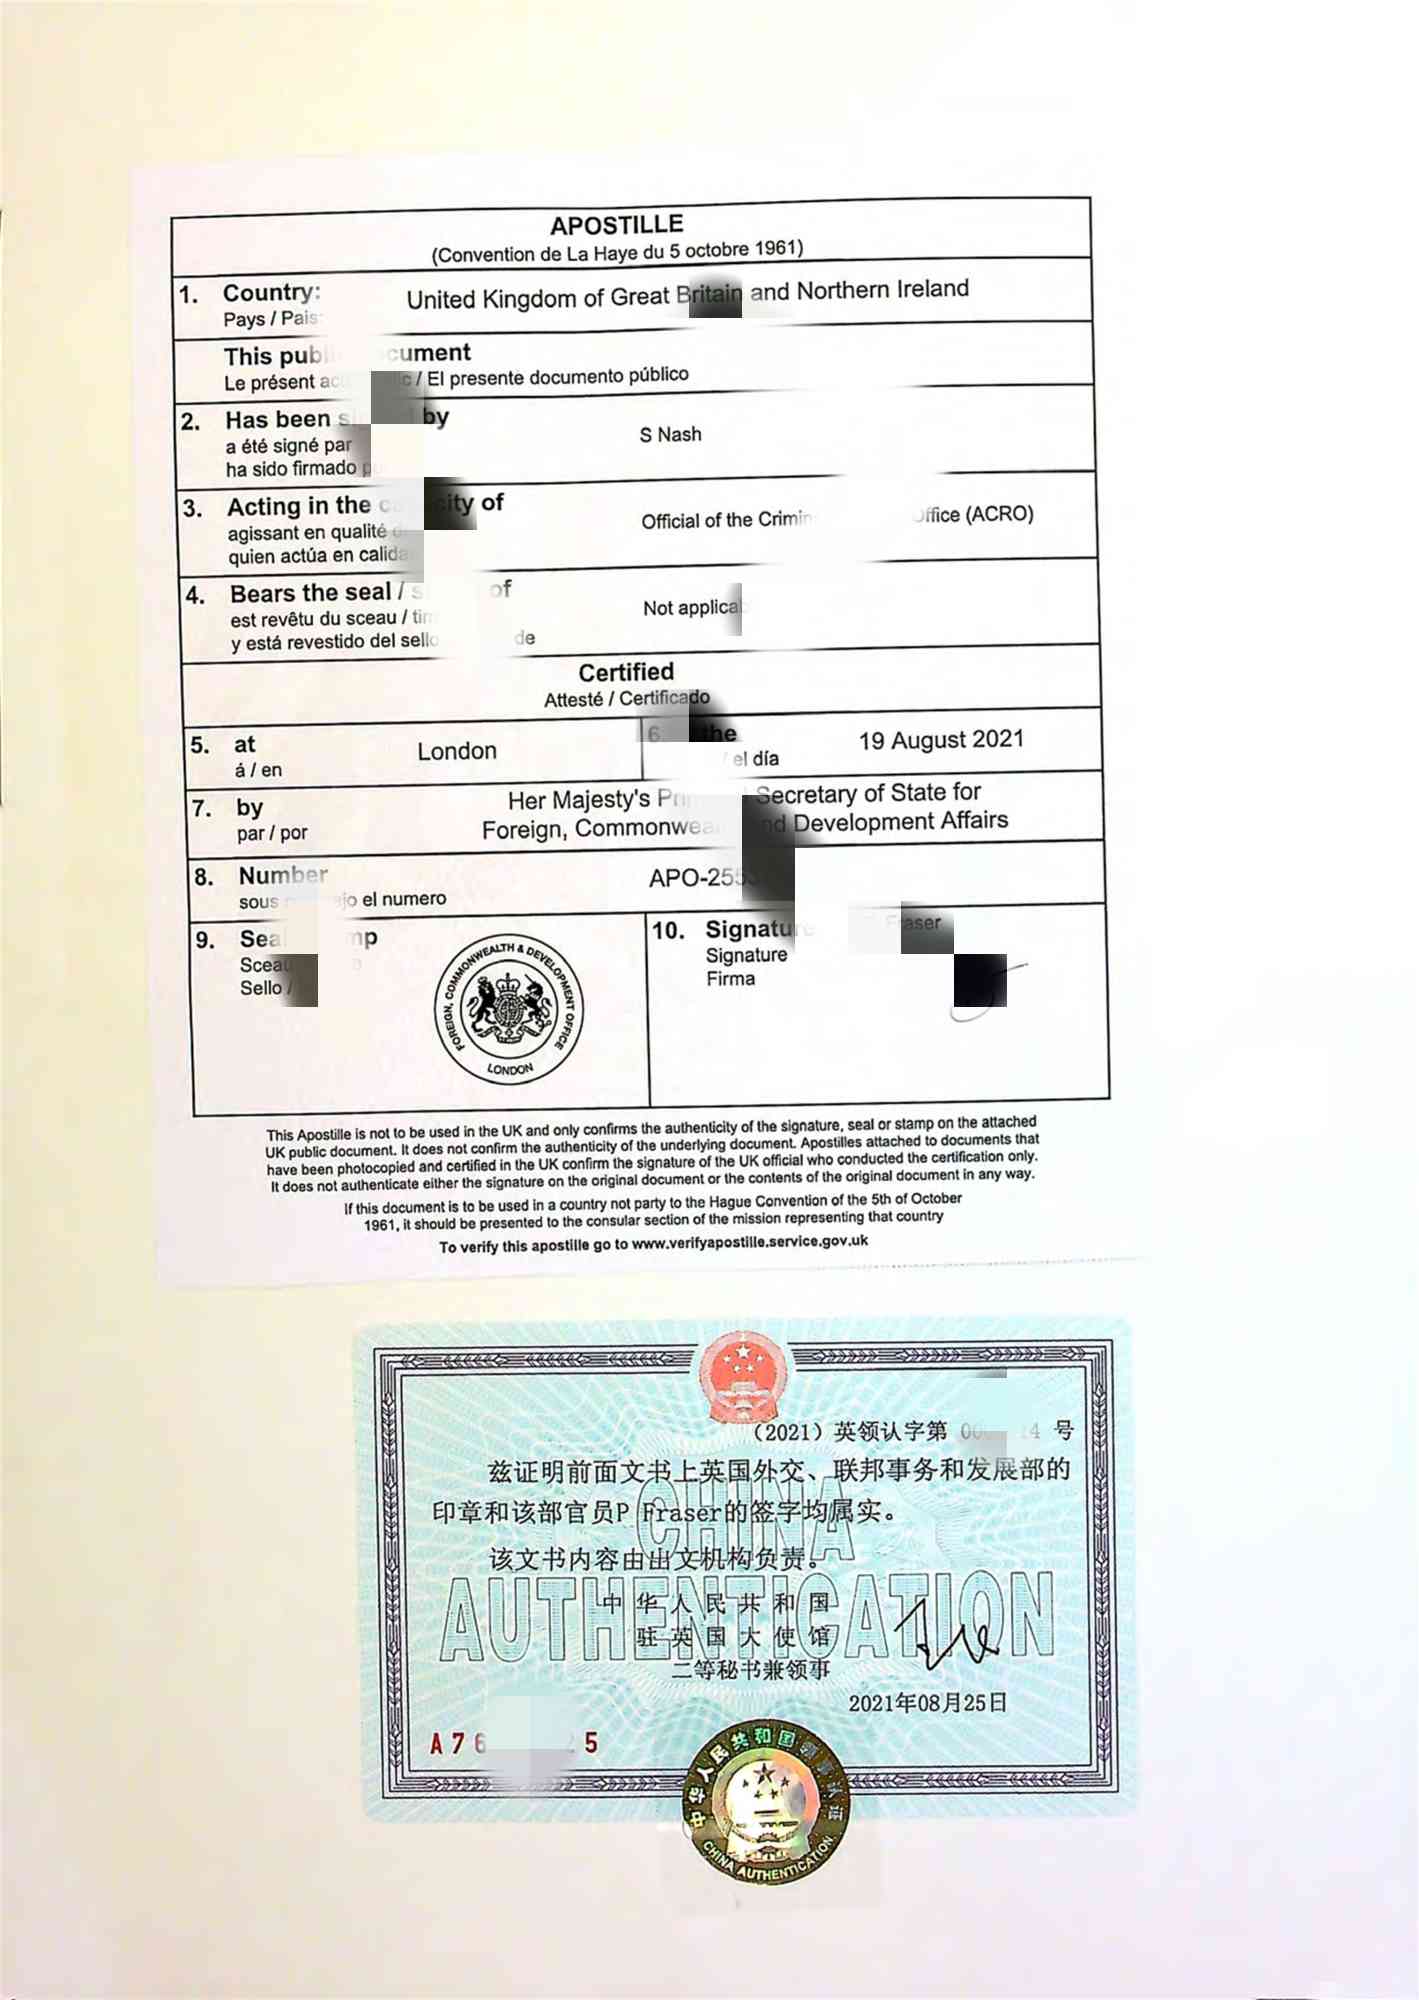 APOSTILLE
(Convention de La Haye du 5 octobre 1961)
1. Country: United Kingdom of Great Britain and Northern Ireland
Pays / Pais:
This document
Le présent / El presente documento público
2. Has been by
a été signé par S Nash
ha sido firmado
3. Acting in the of
agissant en qualité Official of the Office (ACRO)
quien actúa en
4. Bears the seal / of
est revêtu du sceau / Not
y está revestido del sello de
Certified
Attesté / Certificado
5. at London 6. the 19 August 2021
á / en / el día
7. by Her Majesty's Secretary of State for
par / por Foreign, and Development Affairs
8. Number APO-255
sous el numero
9. 10.
Signature
Sello / Firma
FOREIGN, COMMONWEALTH & DEVELOPMENT OFFICE
LONDON
This Apostille is not to be used in the UK and only confirms the authenticity of the signature, seal or stamp on the attached
UK public document. It does not confirm the authenticity of the underlying document. Apostilles attached to documents that
have been photocopied and certified in the UK confirm the signature of the UK official who conducted the certification only.
It does not authenticate either the signature on the original document or the contents of the original document in any way.
If this document is to be used in a country not party to the Hague Convention of the 5th of October
1961, it should be presented to the consular section of the mission representing that country
To verify this apostille go to www.verifyapostille.service.gov.uk
（2021）英领认字第 号
兹证明前面文书上英国外交、联邦事务和发展部的
印章和该部官员P Fraser的签字均属实。
该文书内容由出文机构负责。
CHINA
AUTHENTICATION
中华人民共和国
驻英国大使馆
二等秘书兼领事
2021年08月25日
A76 5
CHINA AUTHENTICATION